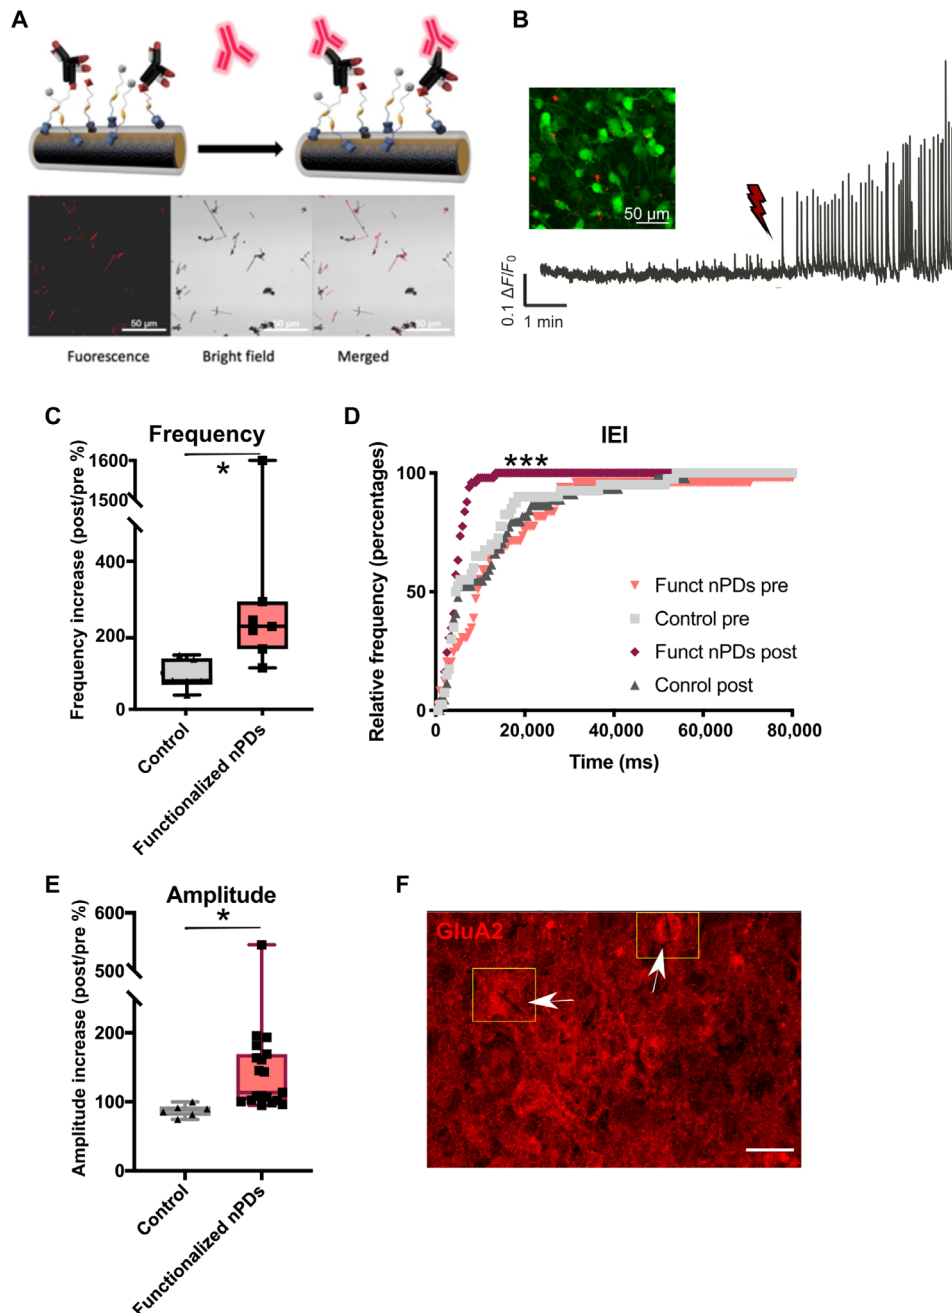 A
50 µm
50 µm
50 µm
Fuorescence
Bright field
Merged
B
50 µm
0.1 ΔF/F0
1 min
C
Frequency
*
Frequency increase (post/pre %)
1600
1500
400
200
100
0
Control
Functionalized nPDs
D
IEI
***
Relative frequency (percentages)
100
50
0
0
20,000
40,000
60,000
80,000
Time (ms)
Funct nPDs pre
Control pre
Funct nPDs post
Conrol post
E
Amplitude
*
Amplitude increase (post/pre %)
600
500
200
100
0
Control
Functionalized nPDs
F
GluA2